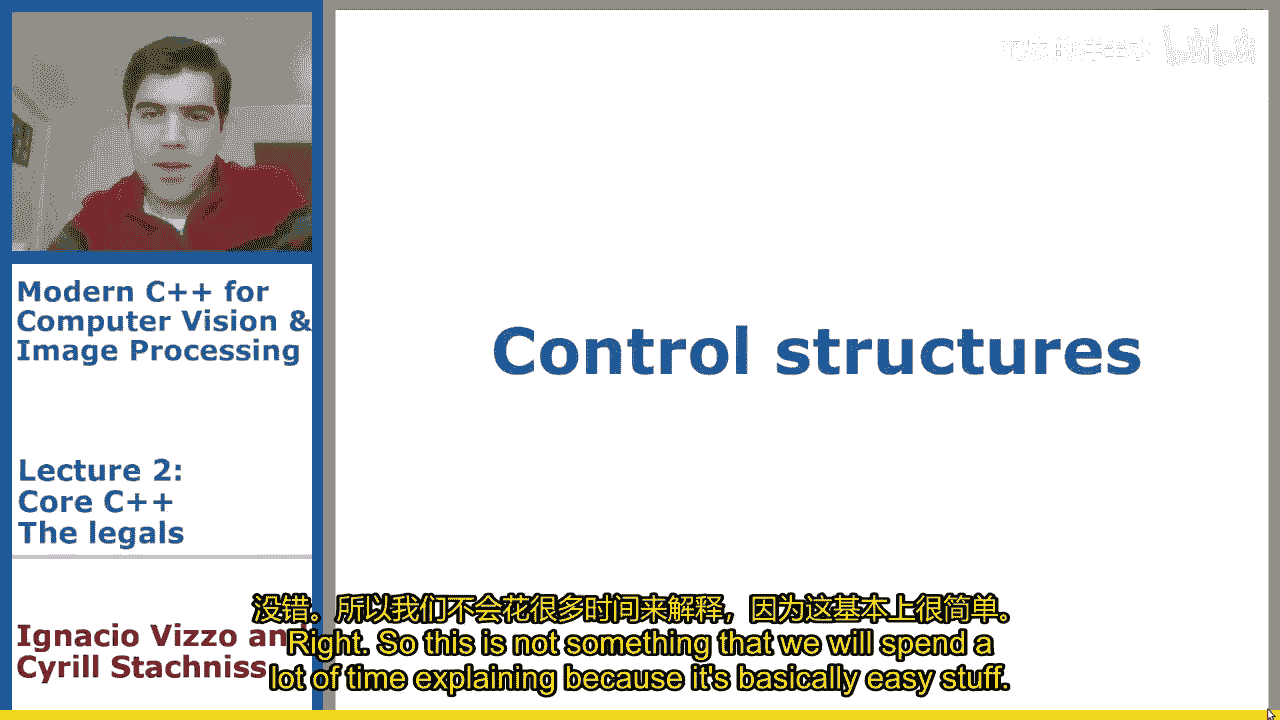 Modern C++ for
Computer Vision &
Image Processing
Lecture 2:
Core C++
The legals
Ignacio Vizzo and
Cyrill Stachniss
Control structures
没错。所以我们不会花很多时间来解释，因为这基本上很简单。
Right. So this is not something that we will spend a
lot of time explaining because it's basically easy stuff.